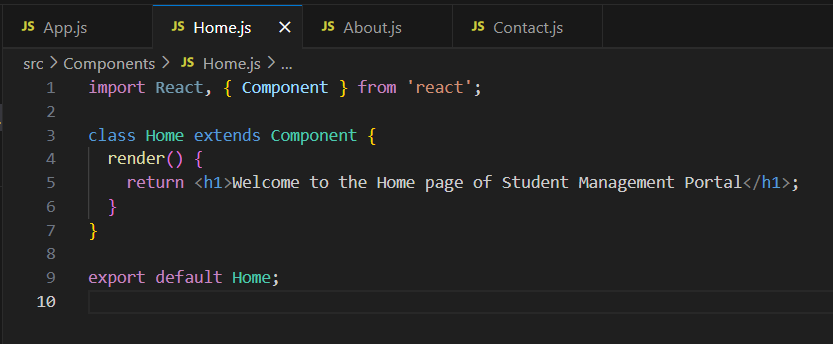 JS App.js JS Home.js × JS About.js JS Contact.js
src > Components > JS Home.js > ...
1 import React, { Component } from 'react';
2
3 class Home extends Component {
4   render() {
5     return <h1>Welcome to the Home page of Student Management Portal</h1>;
6   }
7 }
8
9 export default Home;
10